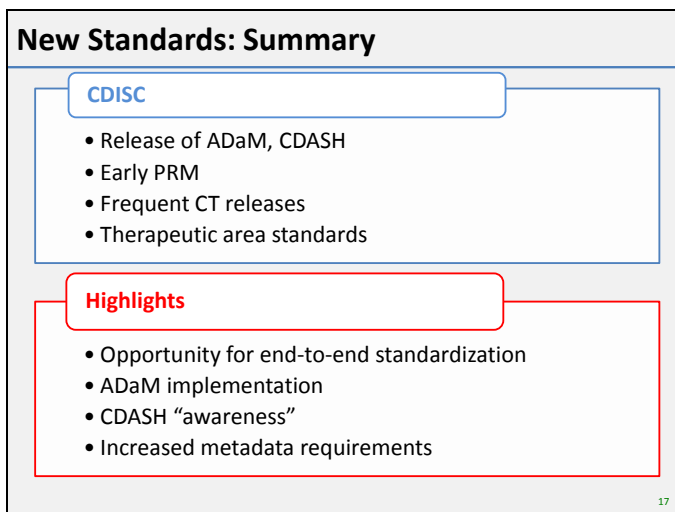 New Standards: Summary
CDISC
• Release of ADaM, CDASH
• Early PRM
• Frequent CT releases
• Therapeutic area standards
Highlights
• Opportunity for end-to-end standardization
• ADaM implementation
• CDASH “awareness”
• Increased metadata requirements
17